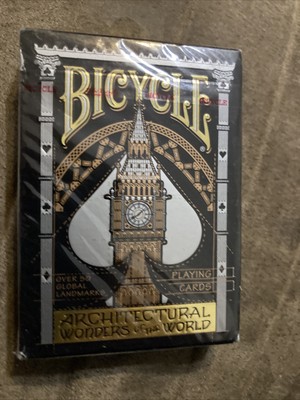 BICYCLE
OVER 50
GLOBAL
LANDMARKS
PLAYING
CARDS
ARCHITECTURAL
WONDERS OF THE WORLD